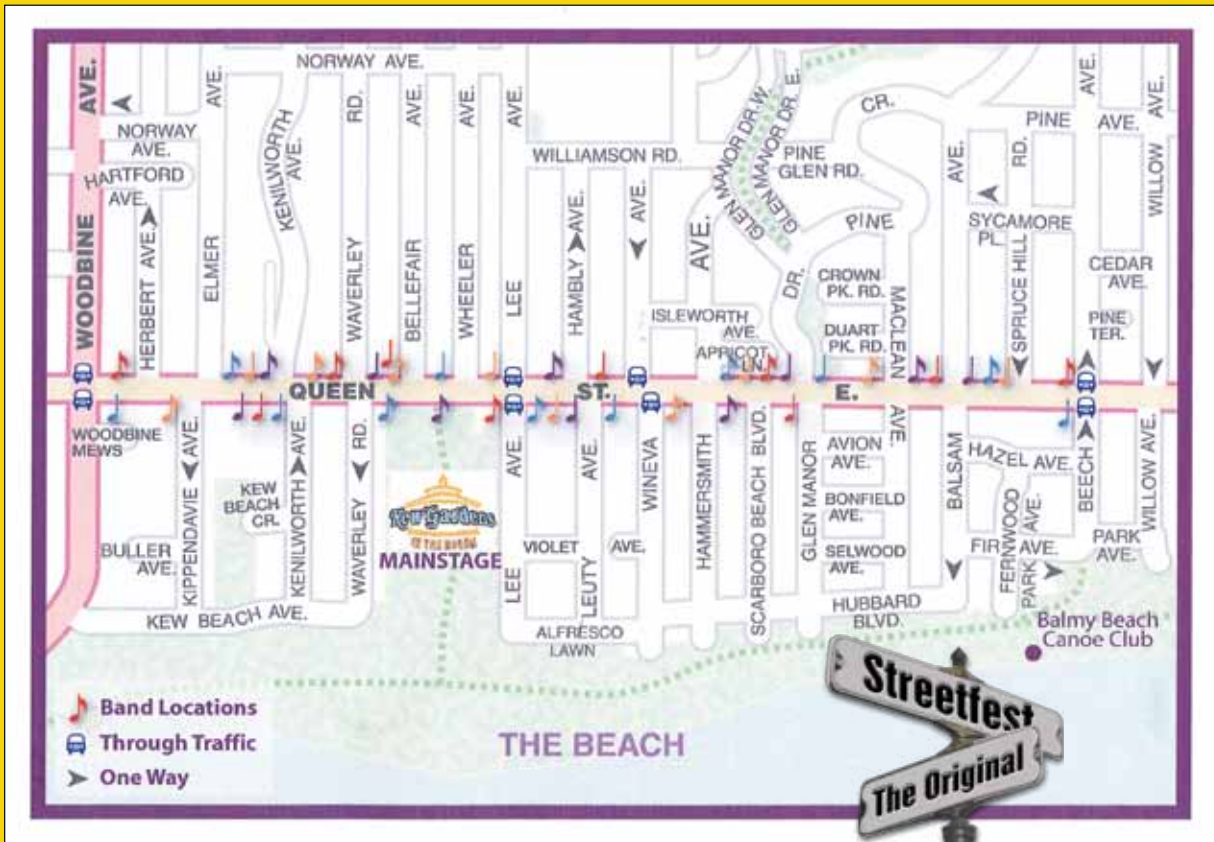 NORWAY AVE.
AVE.
AVE.
RD.
AVE.
AVE.
AVE.
NORWAY
AVE.
HARTFORD
AVE.
WOODBINE
HERBERT AVE.
ELMER
KENILWORTH
AVE.
WAVERLEY
BELLEFAIR
WHEELER
LEE
WILLIAMSON RD.
HAMBLY AVE.
AVE.
AVE.
GLEN MANOR DR. W.
GLEN MANOR DR. E.
PINE
GLEN RD.
CR.
PINE
DR.
AVE.
RD.
PINE
AVE.
AVE.
AVE.
WILLOW
SYCAMORE
PL.
CEDAR
AVE.
CROWN
PK. RD.
DUART
PK. RD.
MACLEAN
SPRUCE HILL
PINE
TER.
ISLEWORTH
AVE.
APRICOT
LN.
QUEEN
ST.
E.
WOODBINE
MEWS
KIPPENDAVIE AVE.
BULLER
AVE.
KEW
BEACH
CR.
KENILWORTH AVE.
WAVERLEY RD.
KEW BEACH AVE.
Kew Gardens
MAINSTAGE
LEE AVE.
VIOLET AVE.
LEUTY AVE.
WINEVA
HAMMERSMITH
SCARBORO BEACH BLVD.
GLEN MANOR
AVE.
AVION
AVE.
BONFIELD
AVE.
SELWOOD
AVE.
BALSAM
HAZEL AVE.
FIR AVE.
FERNWOOD
PARK AVE.
BEECH
PARK
AVE.
WILLOW AVE.
ALFRESCO
LAWN
HUBBARD
BLVD.
Balmy Beach
Canoe Club
Band Locations
Through Traffic
One Way
THE BEACH
Streetfest
The Original